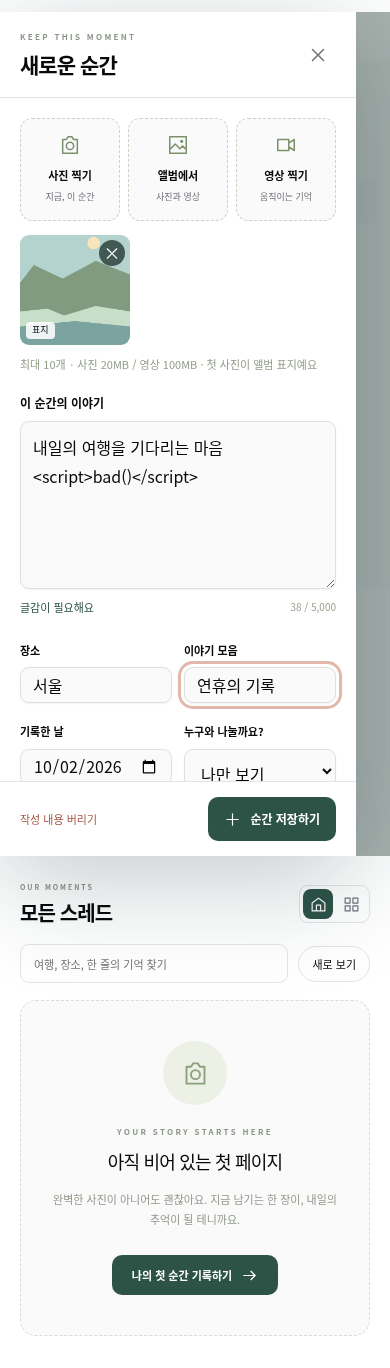 KEEP THIS MOMENT
새로운 순간
사진 찍기
지금, 이 순간
앨범에서
사진과 영상
영상 찍기
움직이는 기억
표지
최대 10개 · 사진 20MB / 영상 100MB · 첫 사진이 앨범 표지예요
이 순간의 이야기
내일의 여행을 기다리는 마음
<script>bad()</script>
글감이 필요해요
38 / 5,000
장소
이야기 모음
서울
연휴의 기록
기록한 날
누구와 나눌까요?
10/02/2026
나만 보기
작성 내용 버리기
순간 저장하기
OUR MOMENTS
모든 스레드
여행, 장소, 한 줄의 기억 찾기
새로 보기
YOUR STORY STARTS HERE
아직 비어 있는 첫 페이지
완벽한 사진이 아니어도 괜찮아요. 지금 남기는 한 장이, 내일의
추억이 될 테니까요.
나의 첫 순간 기록하기